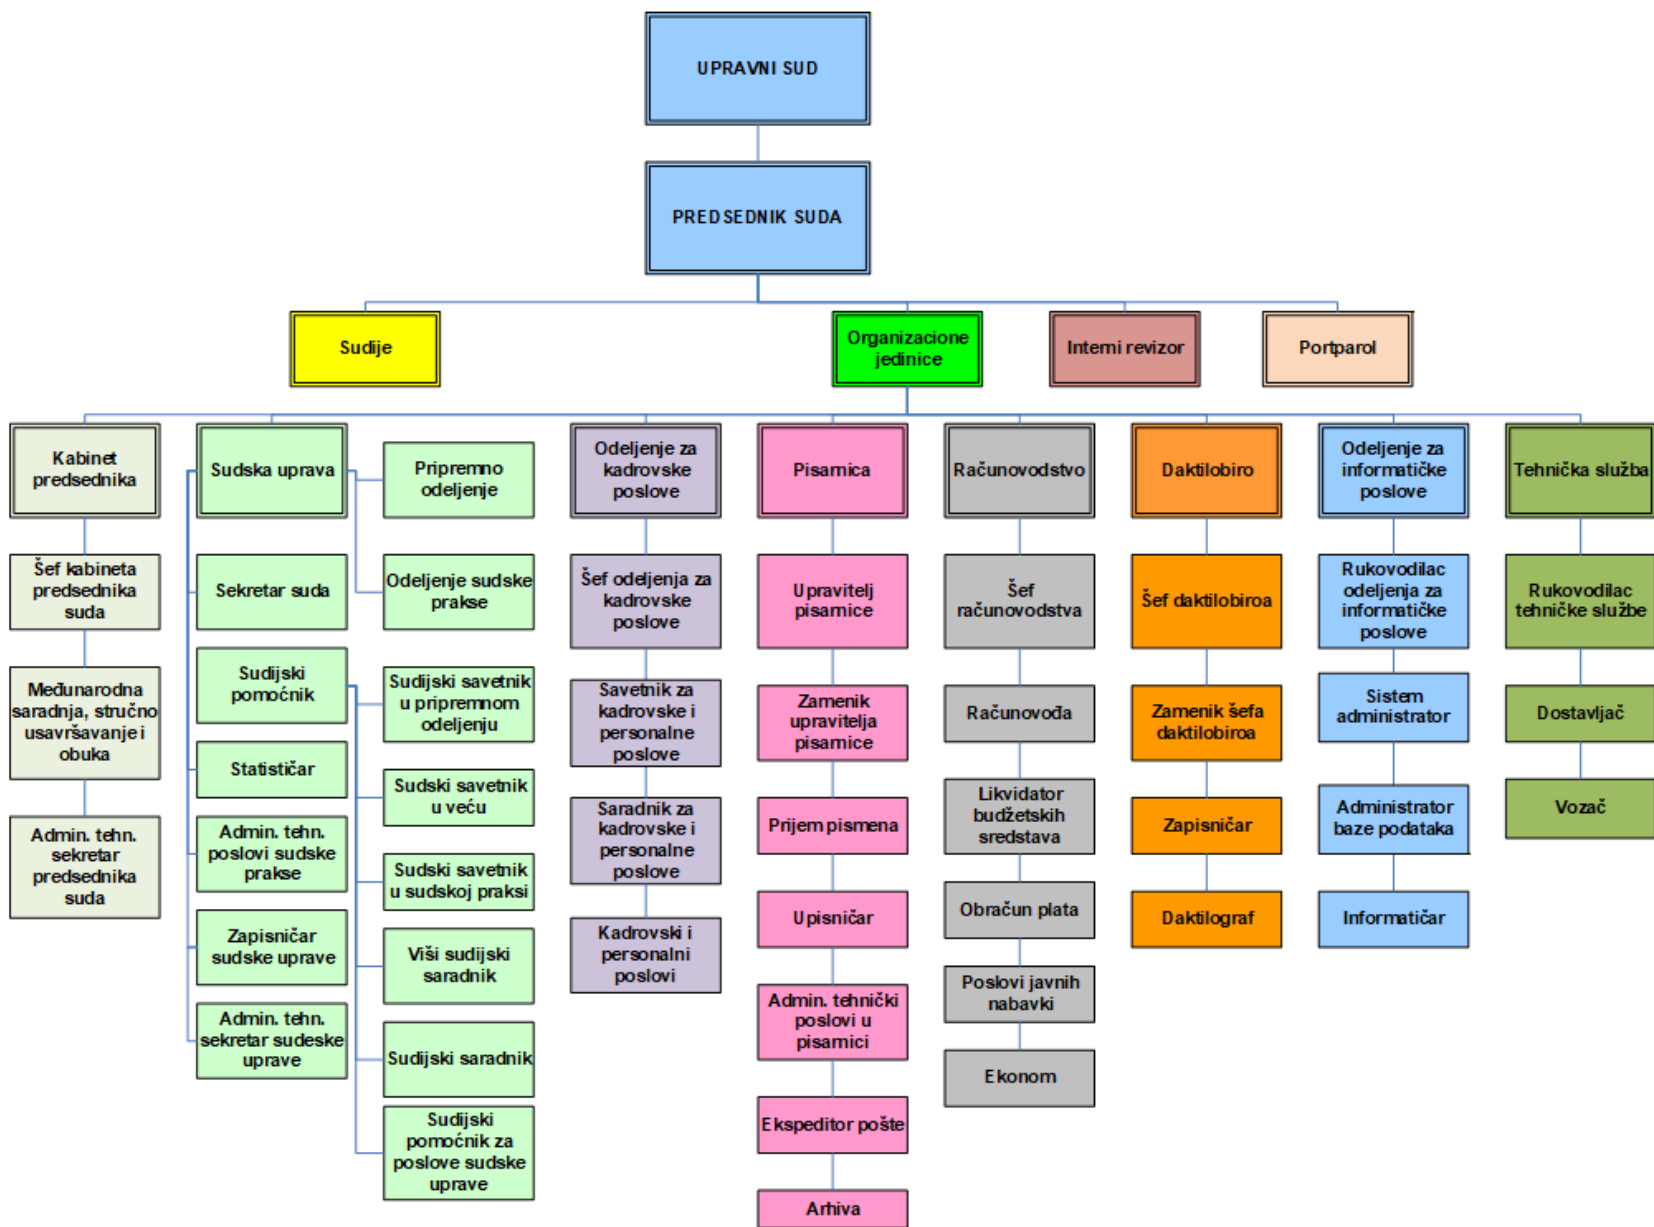 UPRAVNI SUD
PREDSEDNIK SUDA
Sudije
Organizacione
jedinice
Interni revizor
Portparol
Kabinet
predsednika
Šef kabineta
predsednika
suda
Međunarodna
saradnja, stručno
usavršavanje i
obuka
Admin. tehn.
sekretar
predsednika
suda
Sudska uprava
Sekretar suda
Sudijski
pomoćnik
Statističar
Admin. tehn.
poslovi sudske
prakse
Zapisničar
sudske uprave
Admin. tehn.
sekretar sudeske
uprave
Pripremno
odeljenje
Odeljenje sudske
prakse
Sudijski savetnik
u pripremnom
odeljenju
Sudski savetnik
u veću
Sudski savetnik
u sudskoj praksi
Viši sudijski
saradnik
Sudijski saradnik
Sudijski
pomoćnik za
poslove sudske
uprave
Odeljenje za
kadrovske
poslove
Šef odeljenja za
kadrovske
poslove
Savetnik za
kadrovske i
personalne
poslove
Saradnik za
kadrovske i
personalne
poslove
Kadrovski i
personalni
poslovi
Pisarnica
Upravitelj
pisarnice
Zamenik
upravitelja
pisarnice
Prijem pismena
Upisničar
Admin. tehnički
poslovi u
pisarnici
Ekspeditor pošte
Arhiva
Računovodstvo
Šef
računovodstva
Računovođa
Likvidator
budžetskih
sredstava
Obračun plata
Poslovi javnih
nabavki
Ekonom
Daktilobiro
Šef daktilobiroa
Zamenik šefa
daktilobiroa
Zapisničar
Daktilograf
Odeljenje za
informatičke
poslove
Rukovodilac
odeljenja za
informatičke
poslove
Sistem
administrator
Administrator
baze podataka
Informatičar
Tehnička služba
Rukovodilac
tehničke službe
Dostavljač
Vozač